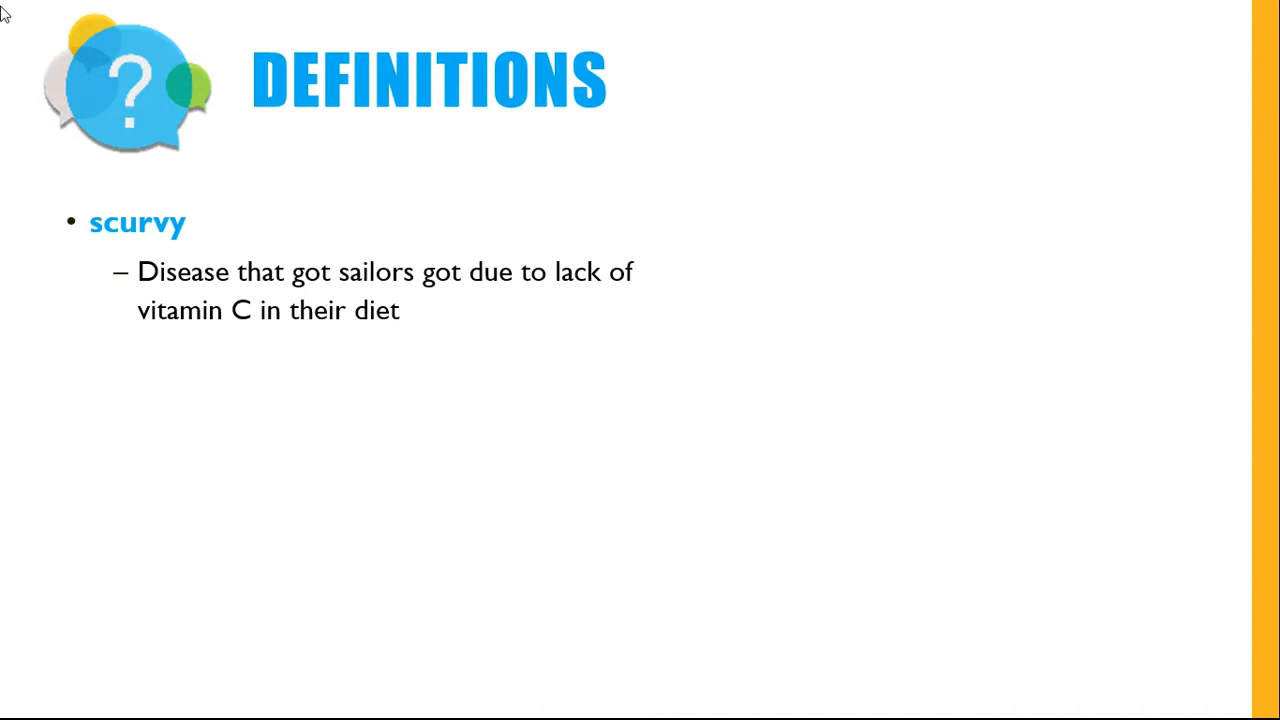 ?
DEFINITIONS
• scurvy
– Disease that got sailors got due to lack of
vitamin C in their diet